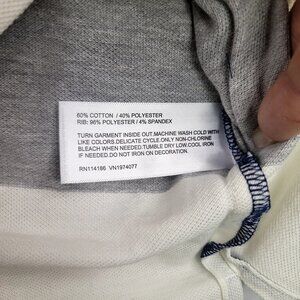 60% COTTON / 40% POLYESTER
RIB: 96% POLYESTER / 4% SPANDEX
TURN GARMENT INSIDE OUT.MACHINE WASH COLD WITH
LIKE COLORS.DELICATE CYCLE.ONLY NON-CHLORINE
BLEACH WHEN NEEDED.TUMBLE DRY LOW.COOL IRON
IF NEEDED.DO NOT IRON ON DECORATION.
RN114186 VN1974077